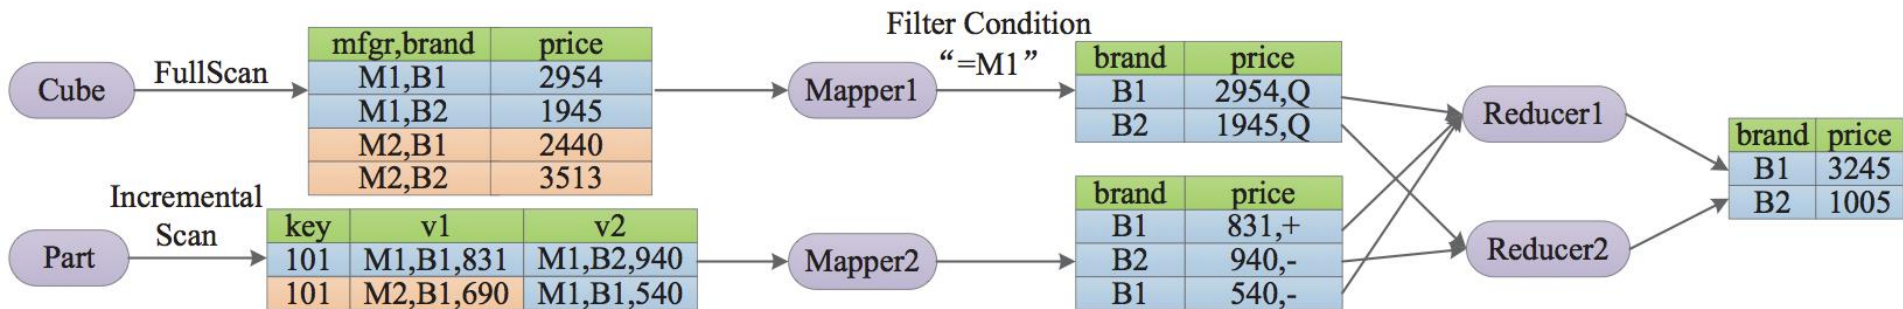 Cube
FullScan
mfgr,brand price
M1,B1 2954
M1,B2 1945
M2,B1 2440
M2,B2 3513
Mapper1
Filter Condition
“=M1”
brand price
B1 2954,Q
B2 1945,Q
Reducer1
brand price
B1 3245
B2 1005
Part
Incremental
Scan
key v1 v2
101 M1,B1,831 M1,B2,940
101 M2,B1,690 M1,B1,540
Mapper2
brand price
B1 831,+
B2 940,-
B1 540,-
Reducer2